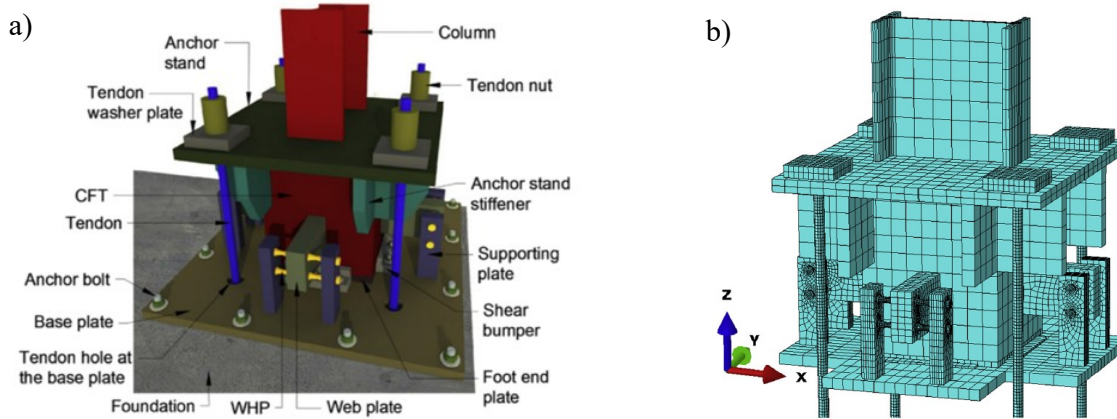 a)
Anchor
stand
Column
Tendon
washer plate
Tendon nut
CFT
Anchor stand
stiffener
Tendon
Supporting
plate
Anchor bolt
Base plate
Shear
bumper
Tendon hole at
the base plate
Foot end
plate
Foundation
WHP
Web plate
b)
Z
Y
X